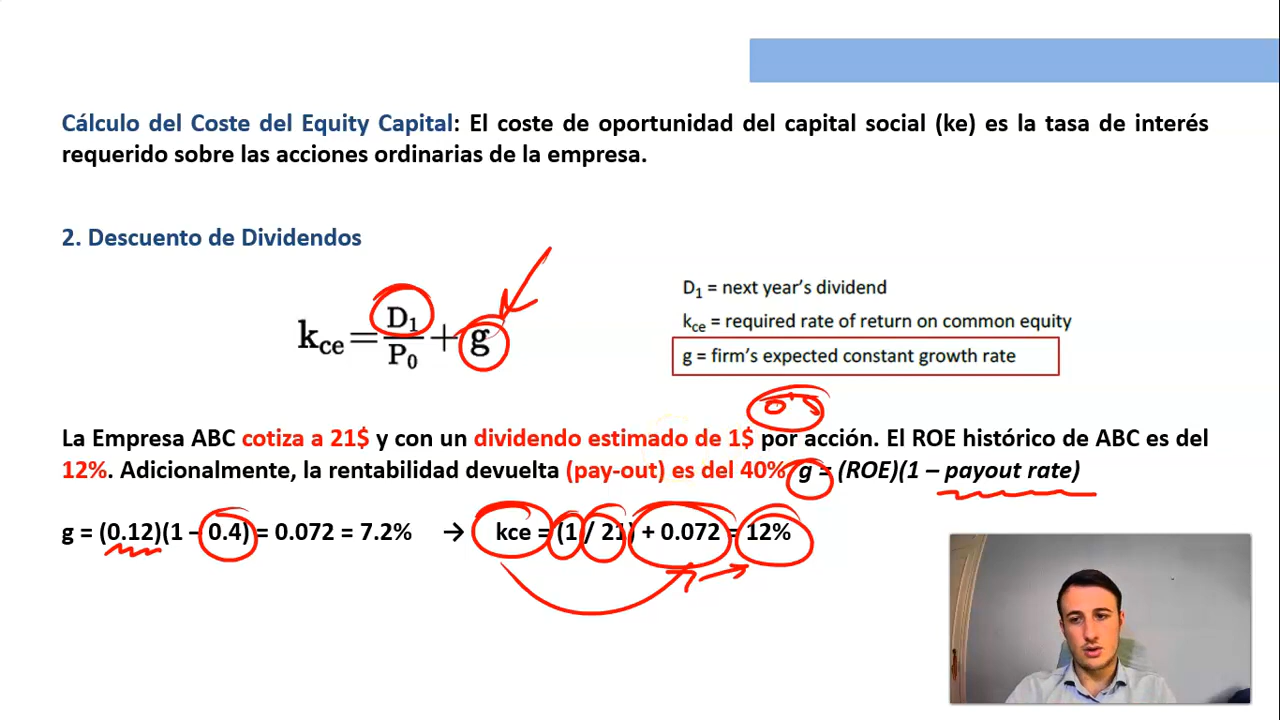 Cálculo del Coste del Equity Capital: El coste de oportunidad del capital social (ke) es la tasa de interés
requerido sobre las acciones ordinarias de la empresa.
2. Descuento de Dividendos
k_ce = D_1 / P_0 + g
D_1 = next year's dividend
k_ce = required rate of return on common equity
g = firm's expected constant growth rate
La Empresa ABC cotiza a 21$ y con un dividendo estimado de 1$ por acción. El ROE histórico de ABC es del
12%. Adicionalmente, la rentabilidad devuelta (pay-out) es del 40% g = (ROE)(1 – payout rate)
g = (0.12)(1 – 0.4) = 0.072 = 7.2% → kce = (1 / 21) + 0.072 = 12%